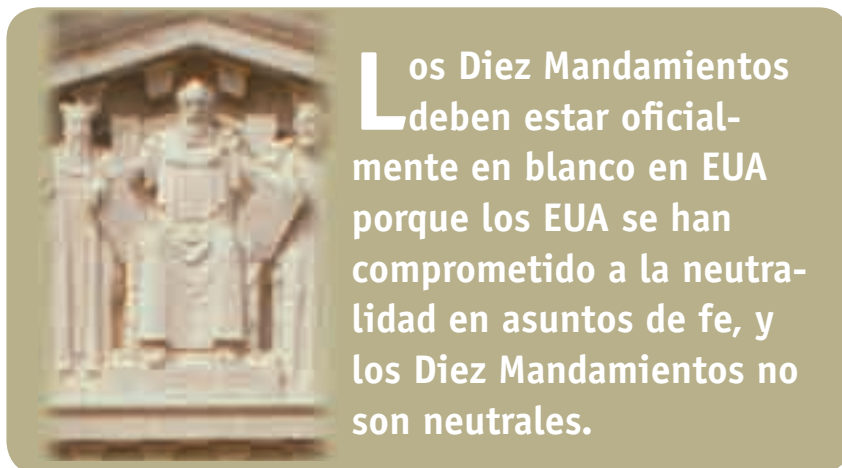 Los Diez Mandamientos
deben estar oficial-
mente en blanco en EUA
porque los EUA se han
comprometido a la neutra-
lidad en asuntos de fe, y
los Diez Mandamientos no
son neutrales.